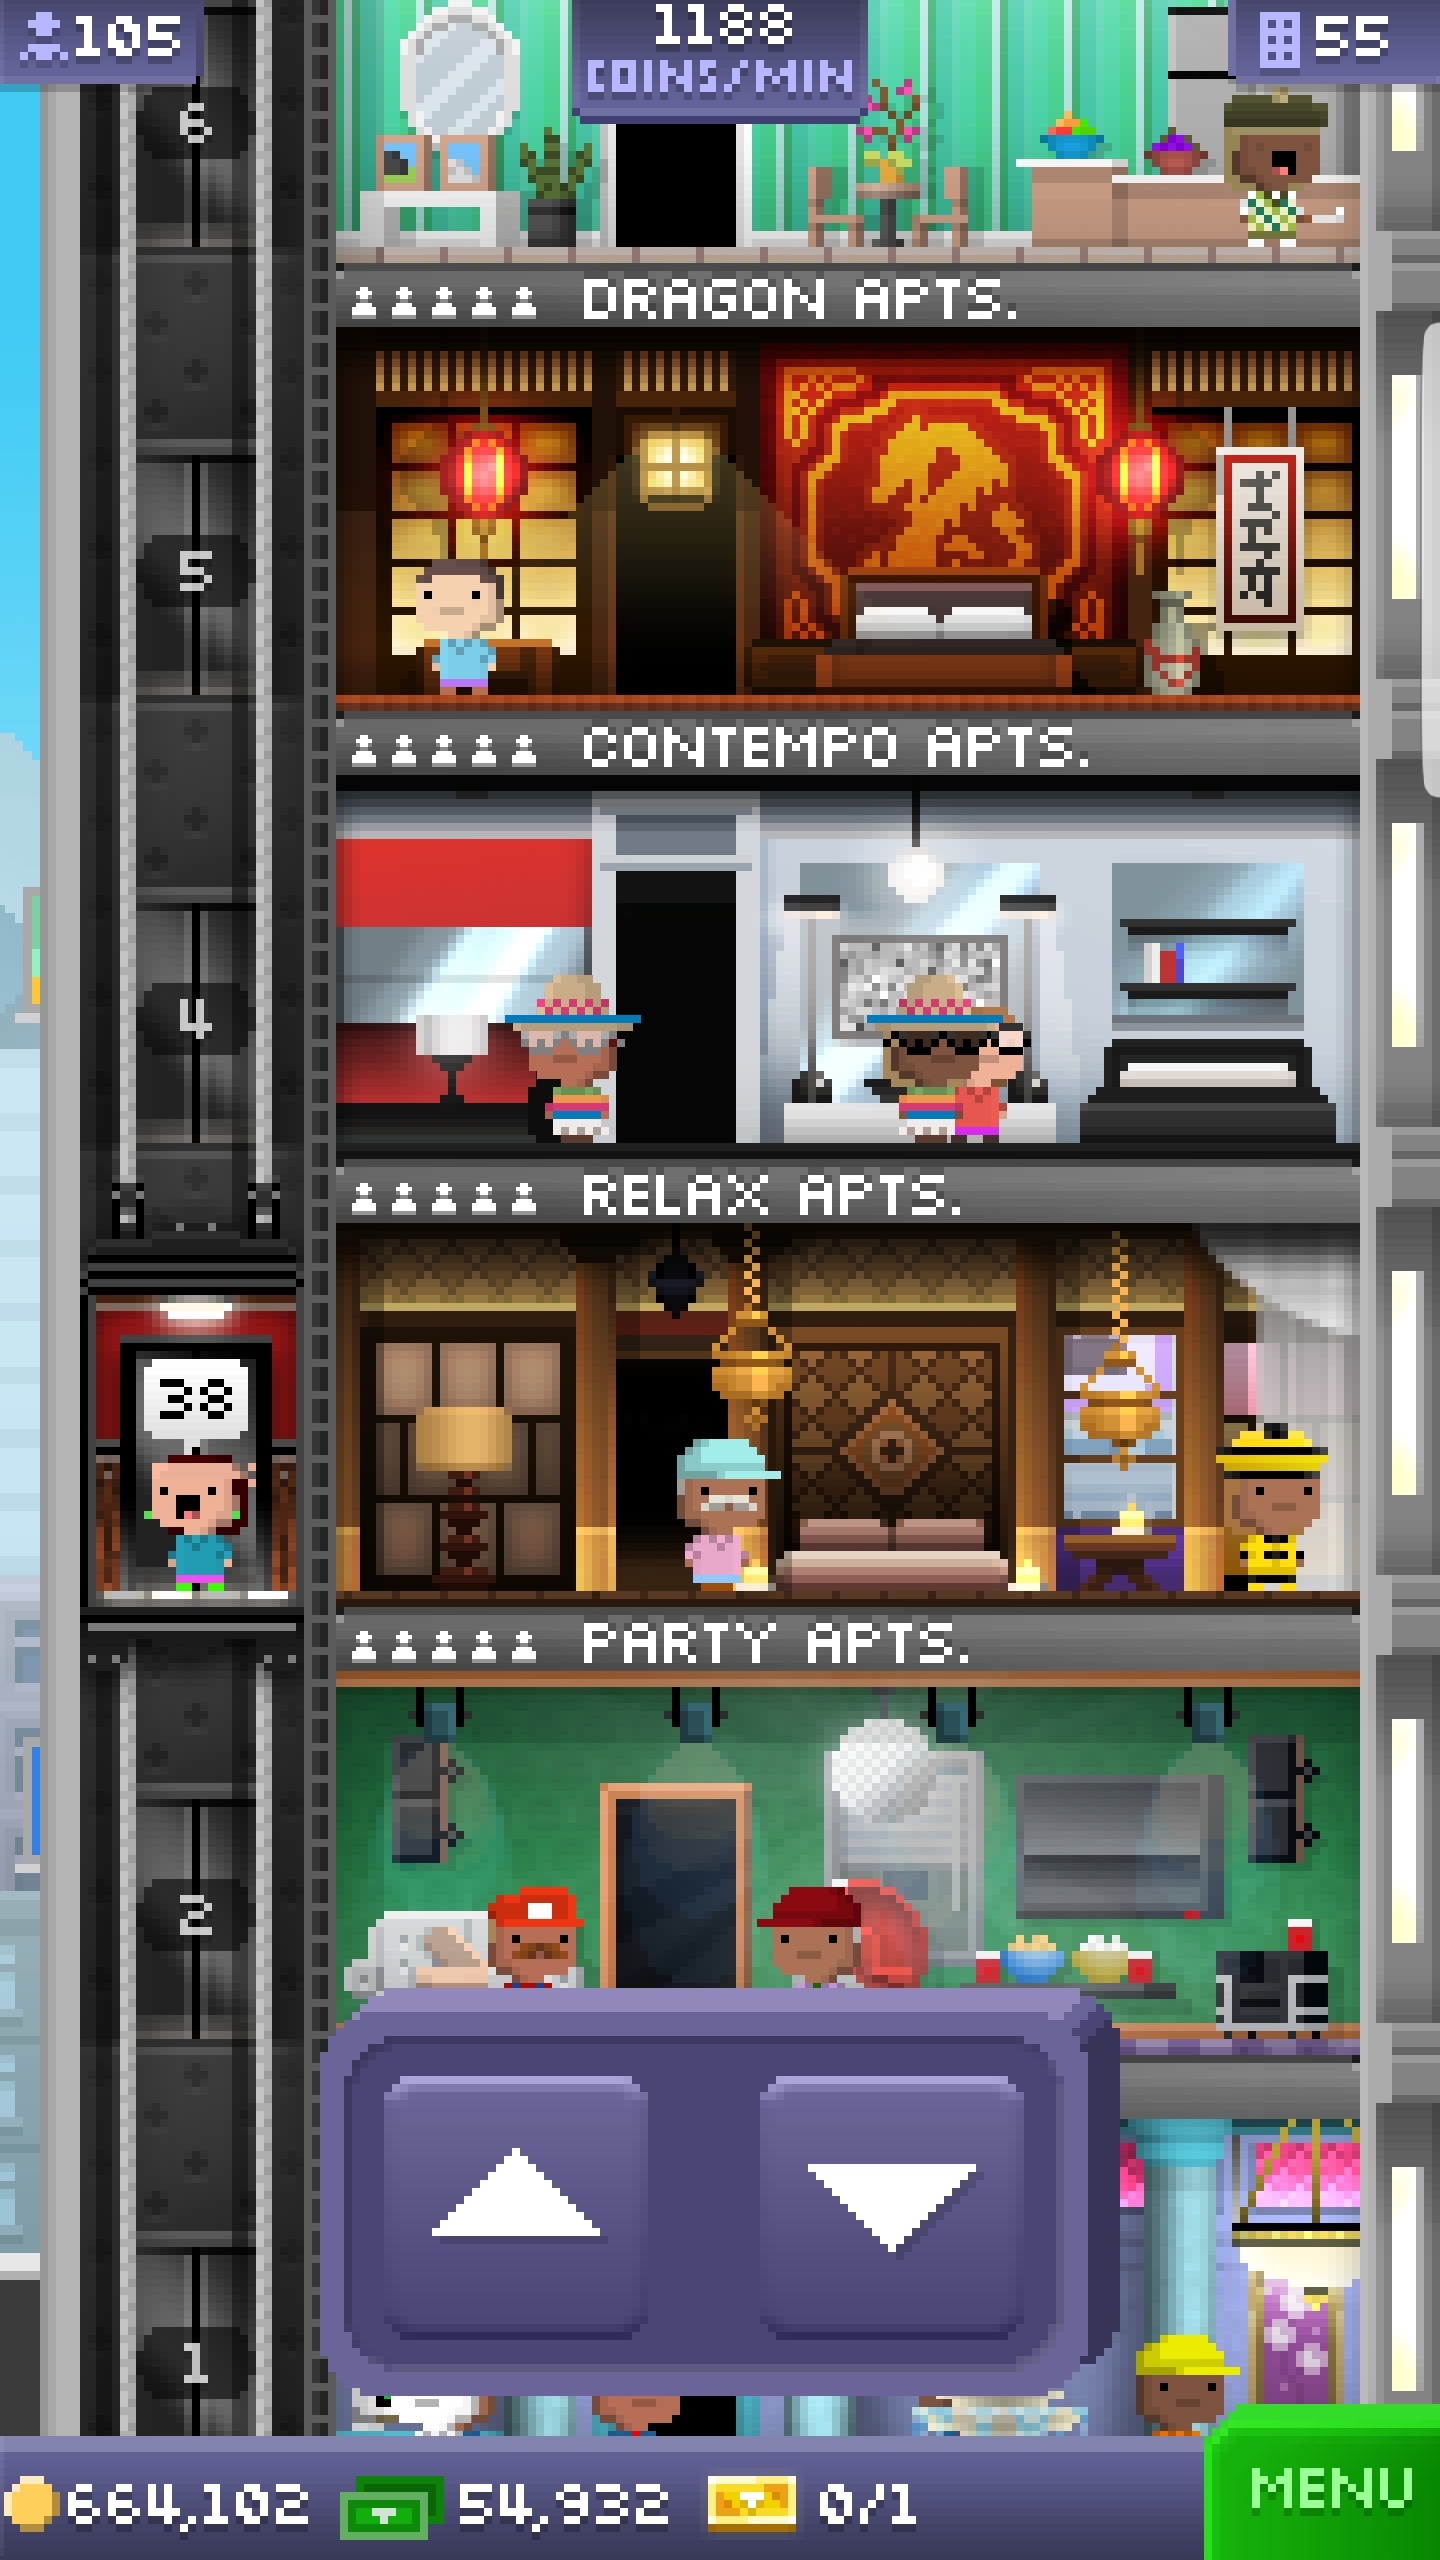 105
1188
COINS/MIN
55
6
DRAGON APTS.
5
CONTEMPO APTS.
4
RELAX APTS.
38
PARTY APTS.
2
1
664,102
54,932
0/1
MENU